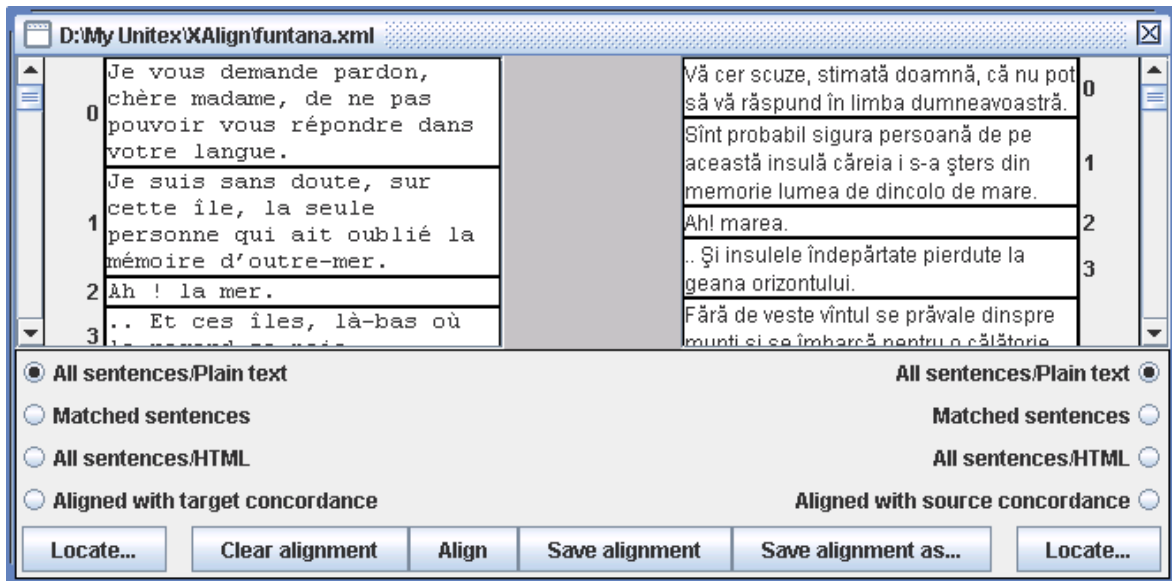 D:\My Unitex\XAlign\funtana.xml
0
Je vous demande pardon,
chère madame, de ne pas
pouvoir vous répondre dans
votre langue.
1
Je suis sans doute, sur
cette île, la seule
personne qui ait oublié la
mémoire d'outre-mer.
2
Ah ! la mer.
3
.. Et ces îles, là-bas où
Vă cer scuze, stimată doamnă, că nu pot
să vă răspund în limba dumneavoastră.
0
Sînt probabil sigura persoană de pe
această insulă căreia i s-a şters din
memorie lumea de dincolo de mare.
1
Ah! marea.
2
.. Şi insulele îndepărtate pierdute la
geana orizontului.
3
Fără de veste vîntul se prăvale dinspre
munţi şi se îmbarcă pentru o călătorie
All sentences/Plain text
Matched sentences
All sentences/HTML
Aligned with target concordance
All sentences/Plain text
Matched sentences
All sentences/HTML
Aligned with source concordance
Locate...
Clear alignment
Align
Save alignment
Save alignment as...
Locate...